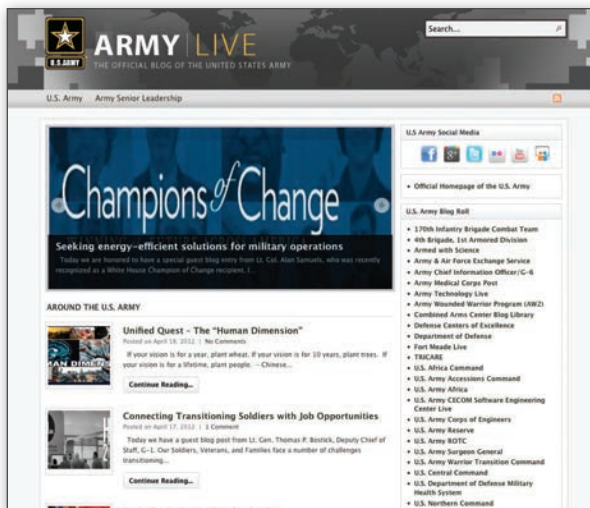 U.S.ARMY
ARMY LIVE
THE OFFICIAL BLOG OF THE UNITED STATES ARMY
Search...
U.S. Army Army Senior Leadership
Champions of Change
Seeking energy-efficient solutions for military operations
Today we are honored to have a special guest blog entry from Lt. Col. Alan Samuels, who was recently
recognized as a White House Champion of Change recipient. I...
AROUND THE U.S. ARMY
Unified Quest – The "Human Dimension"
Posted on April 18, 2012 | No Comments
If your vision is for a year, plant wheat. If your vision is for 10 years, plant trees. If
your vision is for a lifetime, plant people. – Chinese...
Continue Reading...
Connecting Transitioning Soldiers with Job Opportunities
Posted on April 17, 2012 | 1 Comment
Today we have a guest blog post from Lt. Gen. Thomas P. Bostick, Deputy Chief of
Staff, G-1. Our Soldiers, Veterans, and Families face a number of challenges
transitioning...
Continue Reading...
U.S Army Social Media
• Official Homepage of the U.S. Army
U.S. Army Blog Roll
• 170th Infantry Brigade Combat Team
• 4th Brigade, 1st Armored Division
• Armed with Science
• Army & Air Force Exchange Service
• Army Chief Information Officer/G-6
• Army Medical Corps Post
• Army Technology Live
• Army Wounded Warrior Program (AW2)
• Combined Arms Center Blog Library
• Defense Centers of Excellence
• Department of Defense
• Fort Meade Live
• TRICARE
• U.S. Africa Command
• U.S. Army Accessions Command
• U.S. Army Africa
• U.S. Army CECOM Software Engineering
Center Live
• U.S. Army Corps of Engineers
• U.S. Army Reserve
• U.S. Army ROTC
• U.S. Army Surgeon General
• U.S. Army Warrior Transition Command
• U.S. Central Command
• U.S. Department of Defense Military
Health System
• U.S. Northern Command